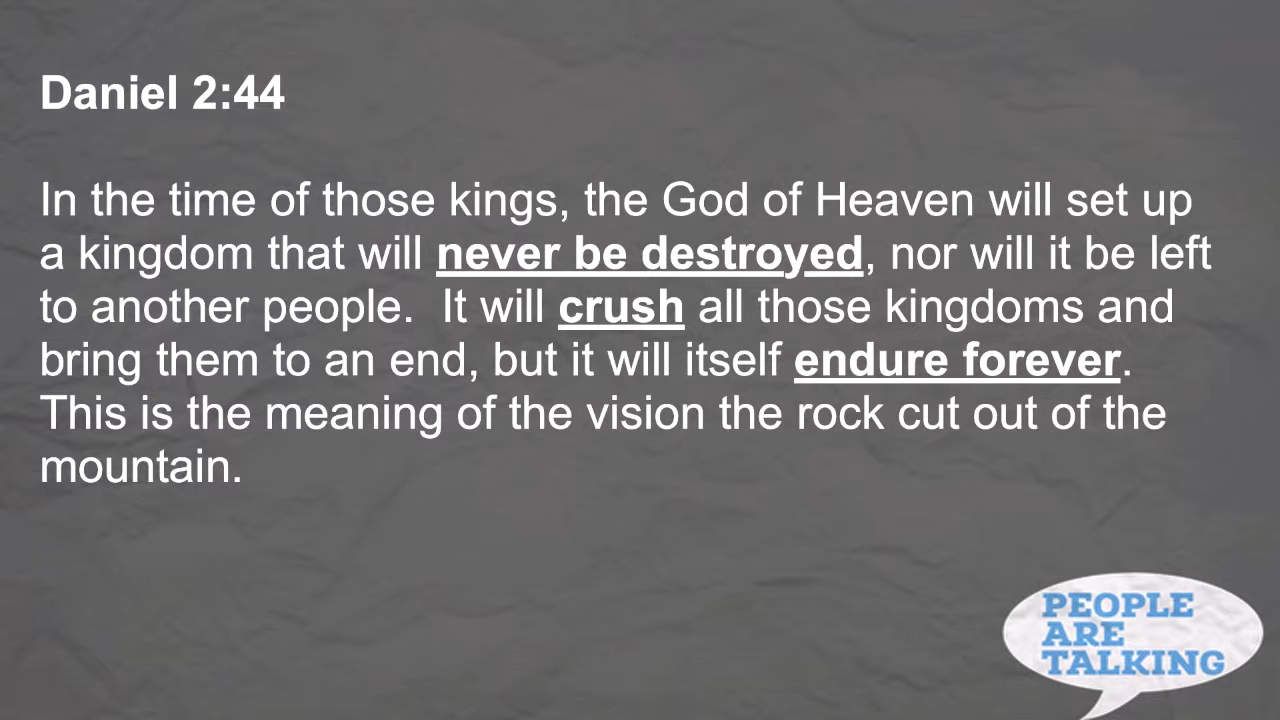 Daniel 2:44
In the time of those kings, the God of Heaven will set up
a kingdom that will never be destroyed, nor will it be left
to another people.  It will crush all those kingdoms and
bring them to an end, but it will itself endure forever.
This is the meaning of the vision the rock cut out of the
mountain.
PEOPLE
ARE
TALKING